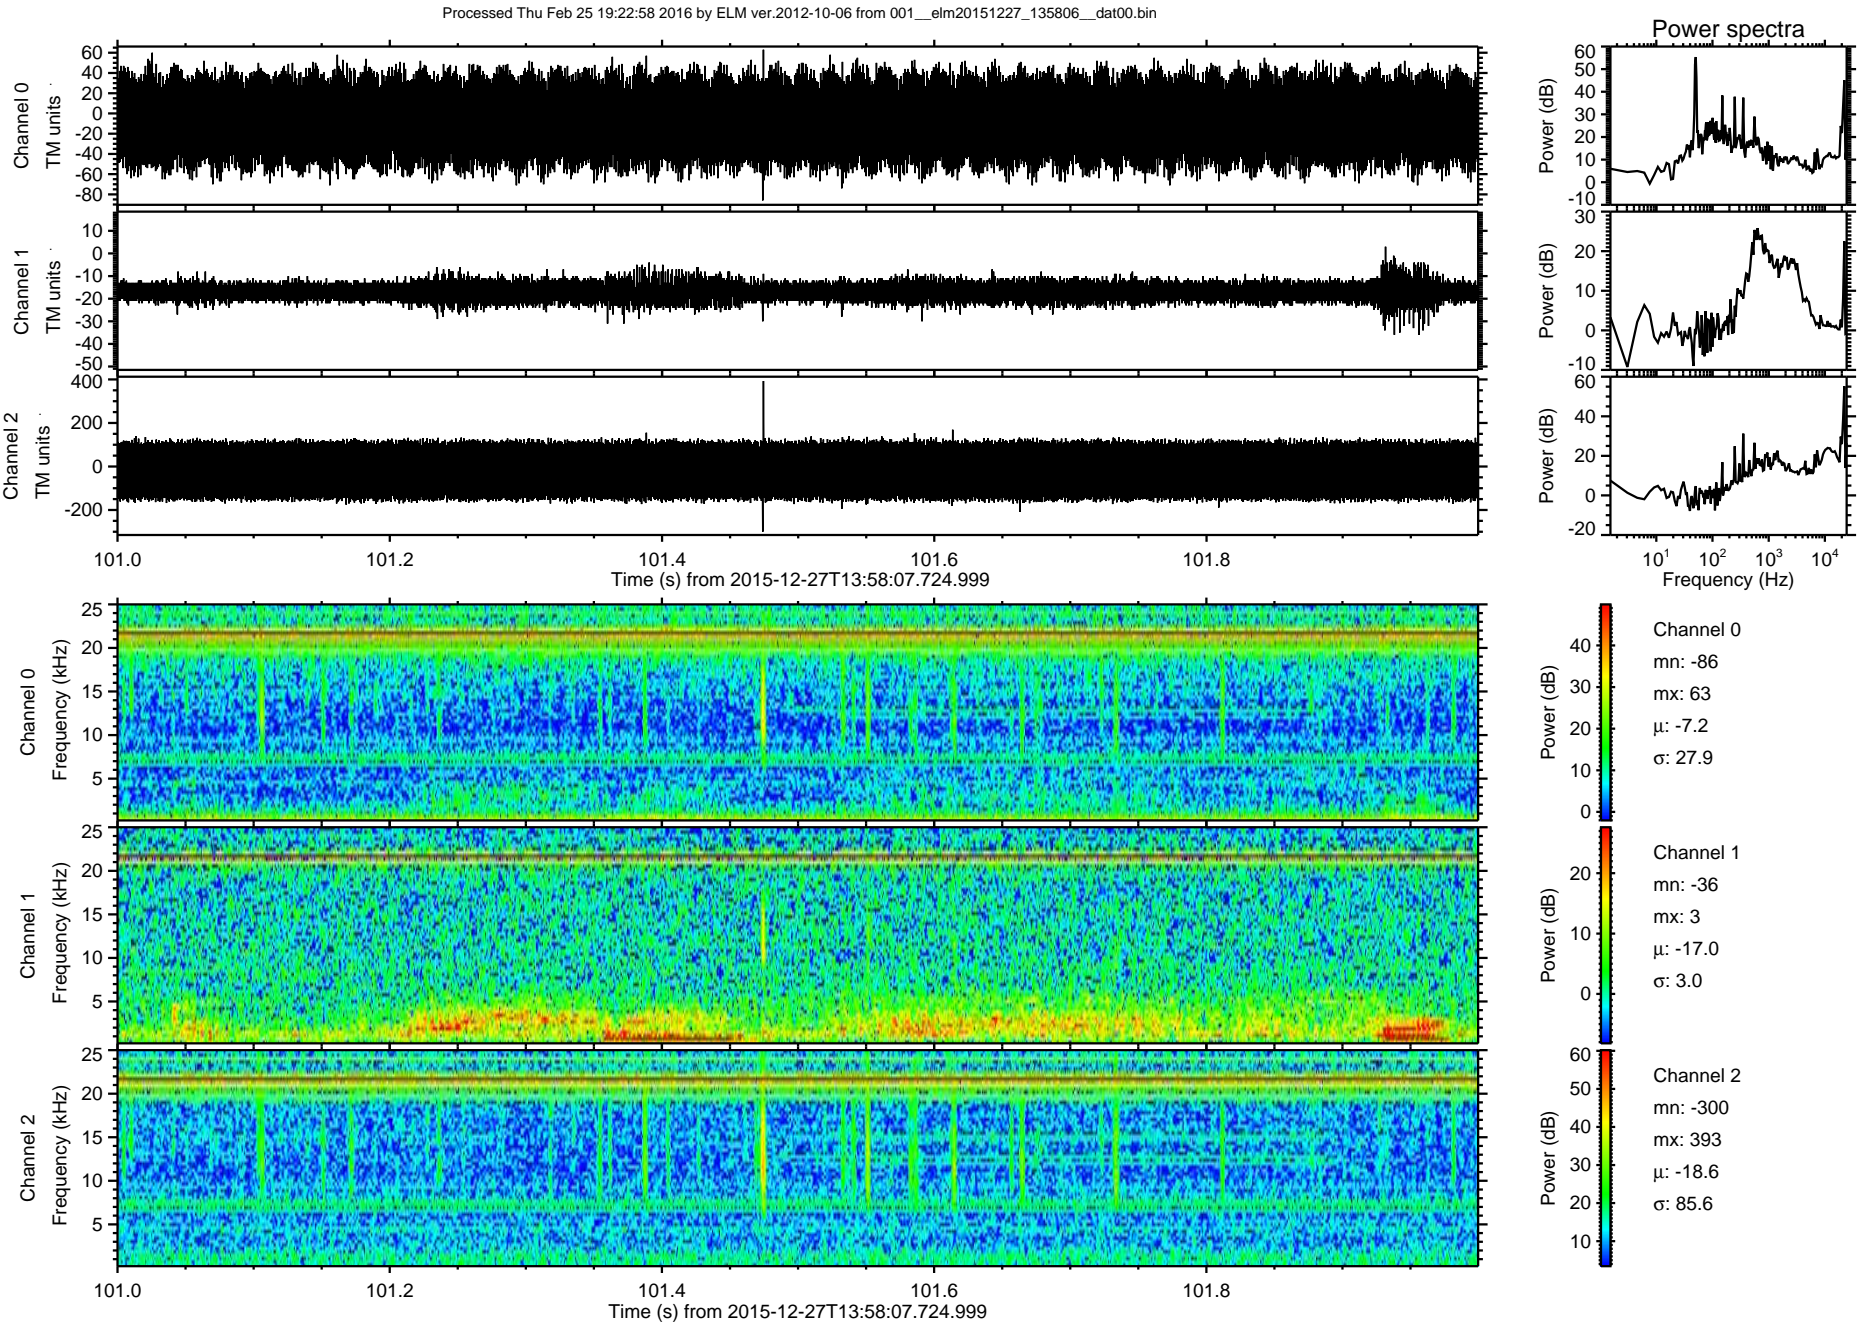 Processed Thu Feb 25 19:22:58 2016 by ELM ver.2012-10-06 from 001__elm20151227_135806__dat00.bin
Power spectra
Channel 0
TM units
60
40
20
0
-20
-40
-60
-80
Power (dB)
60
50
40
30
20
10
0
-10
Channel 1
TM units
10
0
-10
-20
-30
-40
-50
Power (dB)
30
20
10
0
-10
Channel 2
TM units
400
200
0
-200
Power (dB)
60
40
20
0
-20
101.0
101.2
101.4
101.6
101.8
Time (s) from 2015-12-27T13:58:07.724.999
10^1
10^2
10^3
10^4
Frequency (Hz)
Channel 0
Frequency (kHz)
25
20
15
10
5
Power (dB)
40
30
20
10
0
Channel 0
mn: -86
mx: 63
μ: -7.2
σ: 27.9
Channel 1
Frequency (kHz)
25
20
15
10
5
Power (dB)
20
10
0
Channel 1
mn: -36
mx: 3
μ: -17.0
σ: 3.0
Channel 2
Frequency (kHz)
25
20
15
10
5
Power (dB)
60
50
40
30
20
10
Channel 2
mn: -300
mx: 393
μ: -18.6
σ: 85.6
101.0
101.2
101.4
101.6
101.8
Time (s) from 2015-12-27T13:58:07.724.999